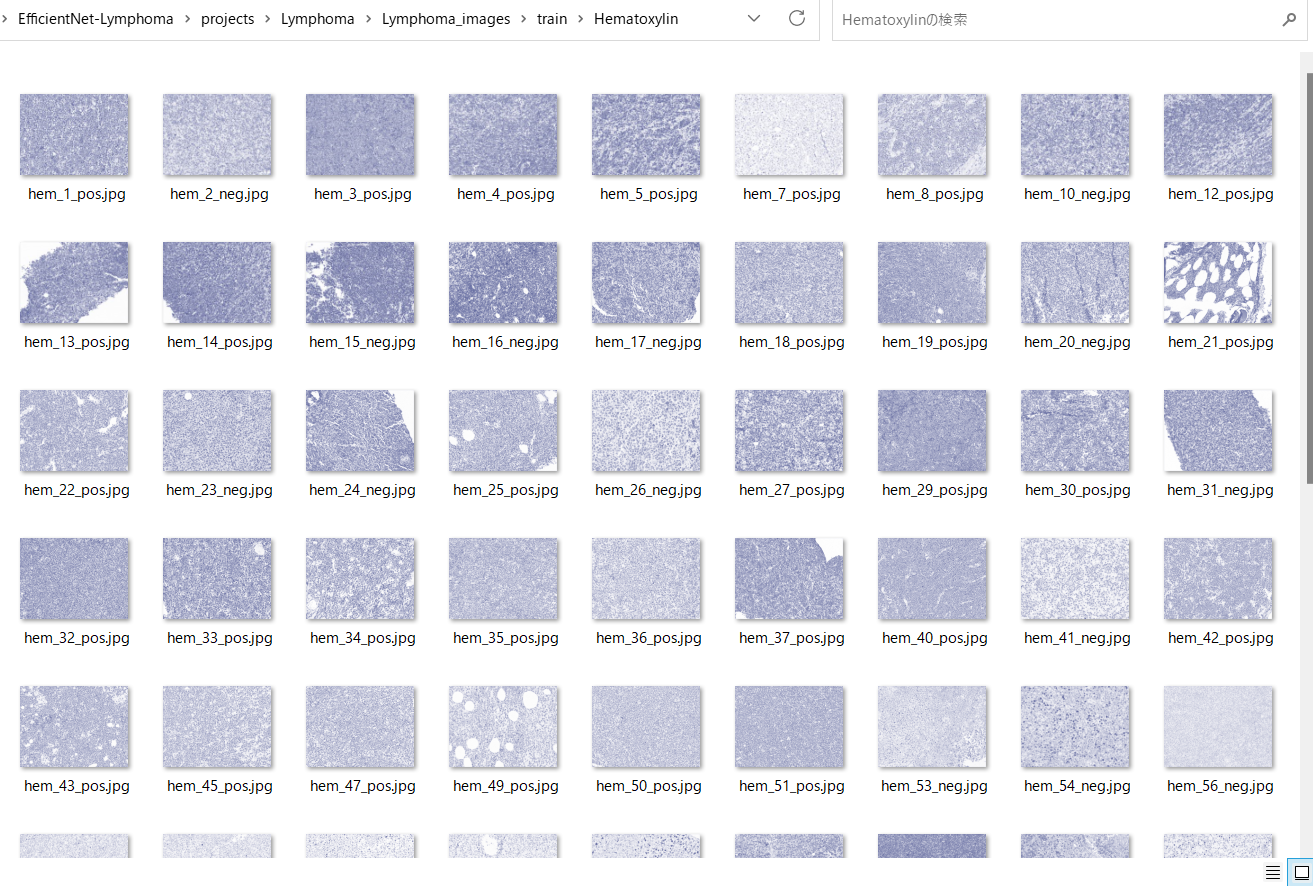 EfficientNet-Lymphoma > projects > Lymphoma > Lymphoma_images > train > Hematoxylin
Hematoxylinの検索
hem_1_pos.jpg hem_2_neg.jpg hem_3_pos.jpg hem_4_pos.jpg hem_5_pos.jpg hem_7_pos.jpg hem_8_pos.jpg hem_10_neg.jpg hem_12_pos.jpg
hem_13_pos.jpg hem_14_pos.jpg hem_15_neg.jpg hem_16_neg.jpg hem_17_neg.jpg hem_18_pos.jpg hem_19_pos.jpg hem_20_neg.jpg hem_21_pos.jpg
hem_22_pos.jpg hem_23_neg.jpg hem_24_neg.jpg hem_25_pos.jpg hem_26_neg.jpg hem_27_pos.jpg hem_29_pos.jpg hem_30_pos.jpg hem_31_neg.jpg
hem_32_pos.jpg hem_33_pos.jpg hem_34_pos.jpg hem_35_pos.jpg hem_36_pos.jpg hem_37_pos.jpg hem_40_pos.jpg hem_41_neg.jpg hem_42_pos.jpg
hem_43_pos.jpg hem_45_pos.jpg hem_47_pos.jpg hem_49_pos.jpg hem_50_pos.jpg hem_51_pos.jpg hem_53_neg.jpg hem_54_neg.jpg hem_56_neg.jpg